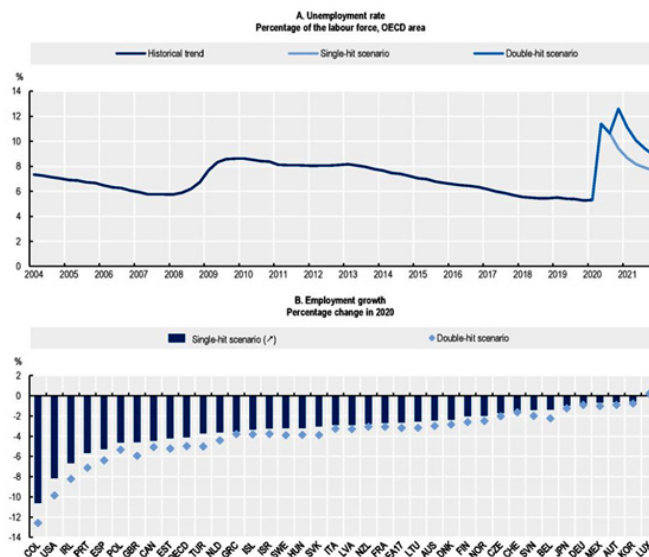 A. Unemployment rate
Percentage of the labour force, OECD area
Historical trend Single-hit scenario Double-hit scenario
%
14
12
10
8
6
4
2
0
2004 2005 2006 2007 2008 2009 2010 2011 2012 2013 2014 2015 2016 2017 2018 2019 2020 2021
B. Employment growth
Percentage change in 2020
Single-hit scenario (↗) Double-hit scenario
%
2
0
-2
-4
-6
-8
-10
-12
-14
COL USA IRL PRT ESP POL GBR CAN EST OECD TUR NLD GRC ISL ISR SWE HUN SVK ITA LVA NZL FRA EA17 LTU AUS DNK FIN NOR CZE CHE SVN BEL JPN DEU MEX AUT KOR LUX